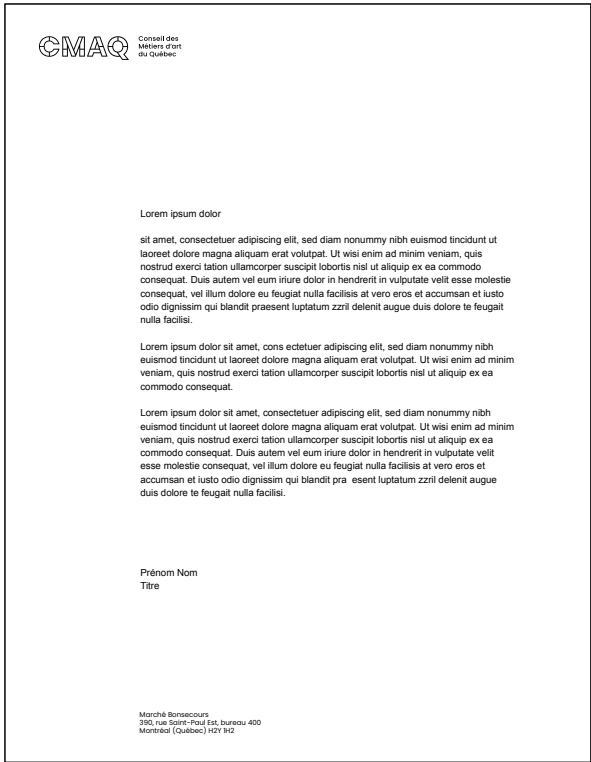 CMAQ
Conseil des
Métiers d'art
du Québec
Lorem ipsum dolor
sit amet, consectetuer adipiscing elit, sed diam nonummy nibh euismod tincidunt ut
laoreet dolore magna aliquam erat volutpat. Ut wisi enim ad minim veniam, quis
nostrud exerci tation ullamcorper suscipit lobortis nisl ut aliquip ex ea commodo
consequat. Duis autem vel eum iriure dolor in hendrerit in vulputate velit esse molestie
consequat, vel illum dolore eu feugiat nulla facilisis at vero eros et accumsan et iusto
odio dignissim qui blandit praesent luptatum zzril delenit augue duis dolore te feugait
nulla facilisi.
Lorem ipsum dolor sit amet, cons ectetuer adipiscing elit, sed diam nonummy nibh
euismod tincidunt ut laoreet dolore magna aliquam erat volutpat. Ut wisi enim ad minim
veniam, quis nostrud exerci tation ullamcorper suscipit lobortis nisl ut aliquip ex ea
commodo consequat.
Lorem ipsum dolor sit amet, consectetuer adipiscing elit, sed diam nonummy nibh
euismod tincidunt ut laoreet dolore magna aliquam erat volutpat. Ut wisi enim ad minim
veniam, quis nostrud exerci tation ullamcorper suscipit lobortis nisl ut aliquip ex ea
commodo consequat. Duis autem vel eum iriure dolor in hendrerit in vulputate velit
esse molestie consequat, vel illum dolore eu feugiat nulla facilisis at vero eros et
accumsan et iusto odio dignissim qui blandit pra esent luptatum zzril delenit augue
duis dolore te feugait nulla facilisi.
Prénom Nom
Titre
Marché Bonsecours
390, rue Saint-Paul Est, bureau 400
Montréal (Québec) H2Y 1H2